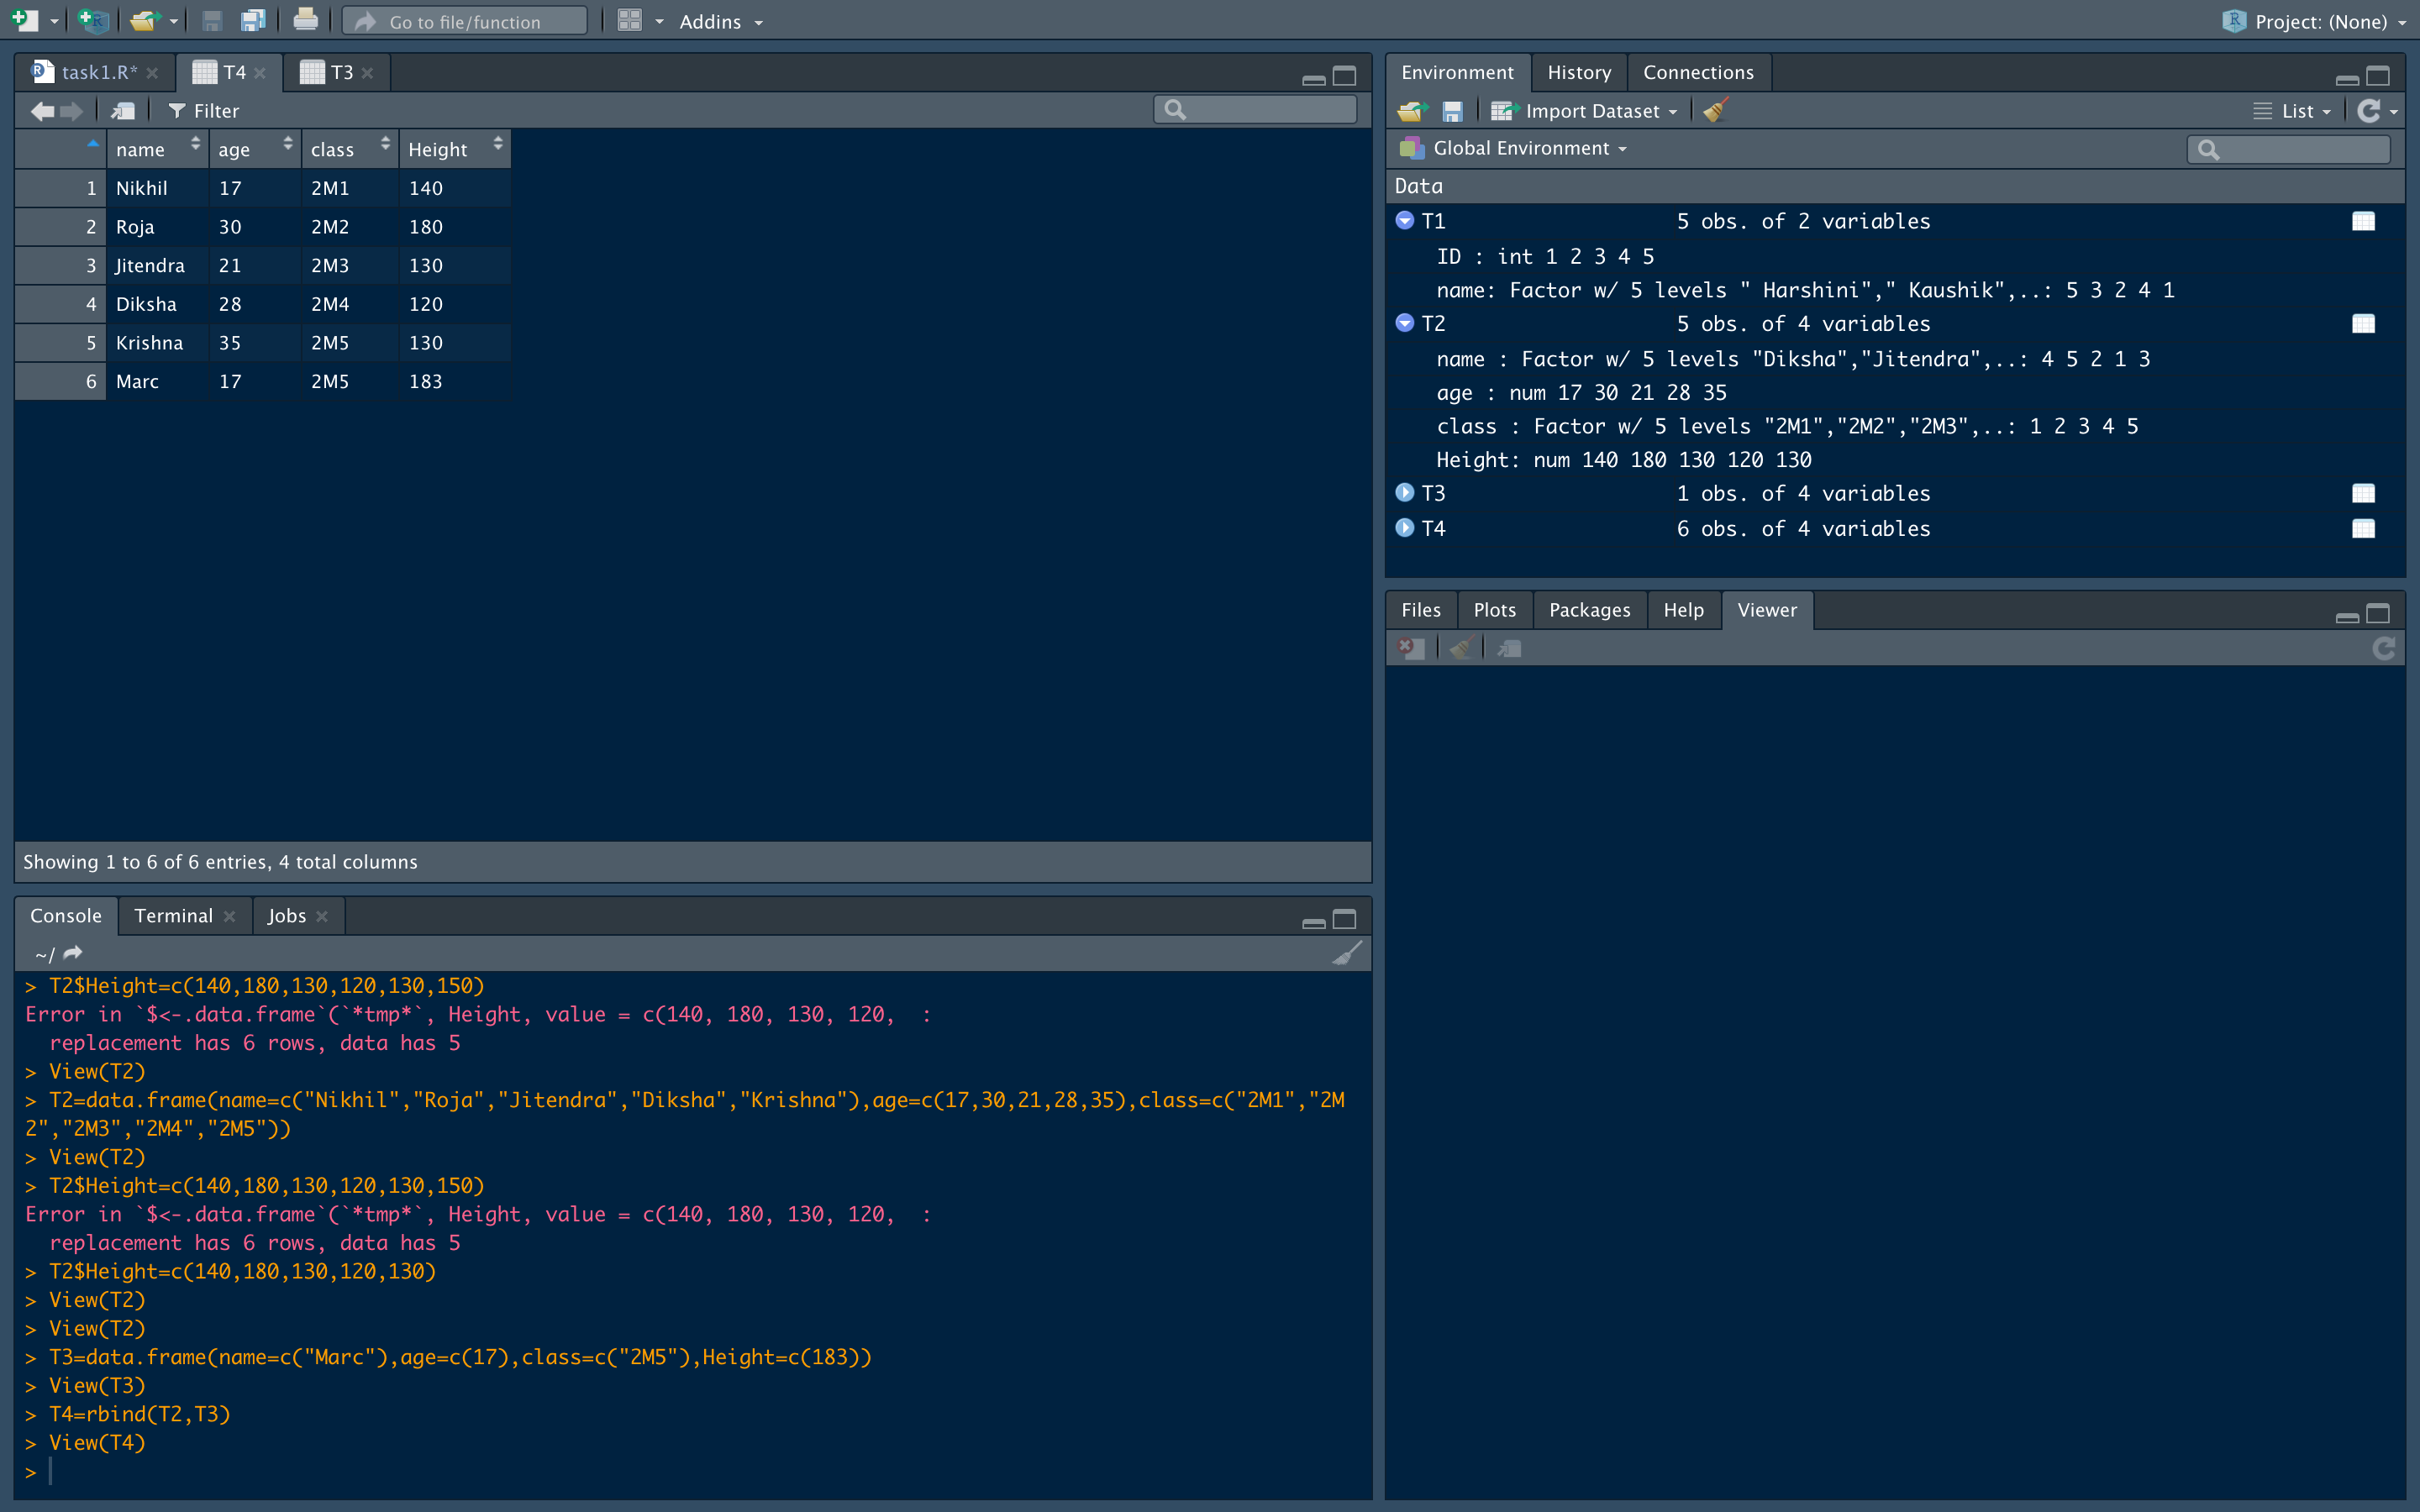 Go to file/function
Addins
Project: (None)
task1.R*
T4
T3
Filter
name age class Height
1 Nikhil 17 2M1 140
2 Roja 30 2M2 180
3 Jitendra 21 2M3 130
4 Diksha 28 2M4 120
5 Krishna 35 2M5 130
6 Marc 17 2M5 183
Showing 1 to 6 of 6 entries, 4 total columns
Console Terminal Jobs
~/
> T2$Height=c(140,180,130,120,130,150)
Error in `$<-.data.frame`(`*tmp*`, Height, value = c(140, 180, 130, 120,  :
  replacement has 6 rows, data has 5
> View(T2)
> T2=data.frame(name=c("Nikhil","Roja","Jitendra","Diksha","Krishna"),age=c(17,30,21,28,35),class=c("2M1","2M
2","2M3","2M4","2M5"))
> View(T2)
> T2$Height=c(140,180,130,120,130,150)
Error in `$<-.data.frame`(`*tmp*`, Height, value = c(140, 180, 130, 120,  :
  replacement has 6 rows, data has 5
> T2$Height=c(140,180,130,120,130)
> View(T2)
> View(T2)
> T3=data.frame(name=c("Marc"),age=c(17),class=c("2M5"),Height=c(183))
> View(T3)
> T4=rbind(T2,T3)
> View(T4)
>
Environment History Connections
Import Dataset
List
Global Environment
Data
T1 5 obs. of 2 variables
ID : int 1 2 3 4 5
name: Factor w/ 5 levels " Harshini"," Kaushik",..: 5 3 2 4 1
T2 5 obs. of 4 variables
name : Factor w/ 5 levels "Diksha","Jitendra",..: 4 5 2 1 3
age : num 17 30 21 28 35
class : Factor w/ 5 levels "2M1","2M2","2M3",..: 1 2 3 4 5
Height: num 140 180 130 120 130
T3 1 obs. of 4 variables
T4 6 obs. of 4 variables
Files Plots Packages Help Viewer